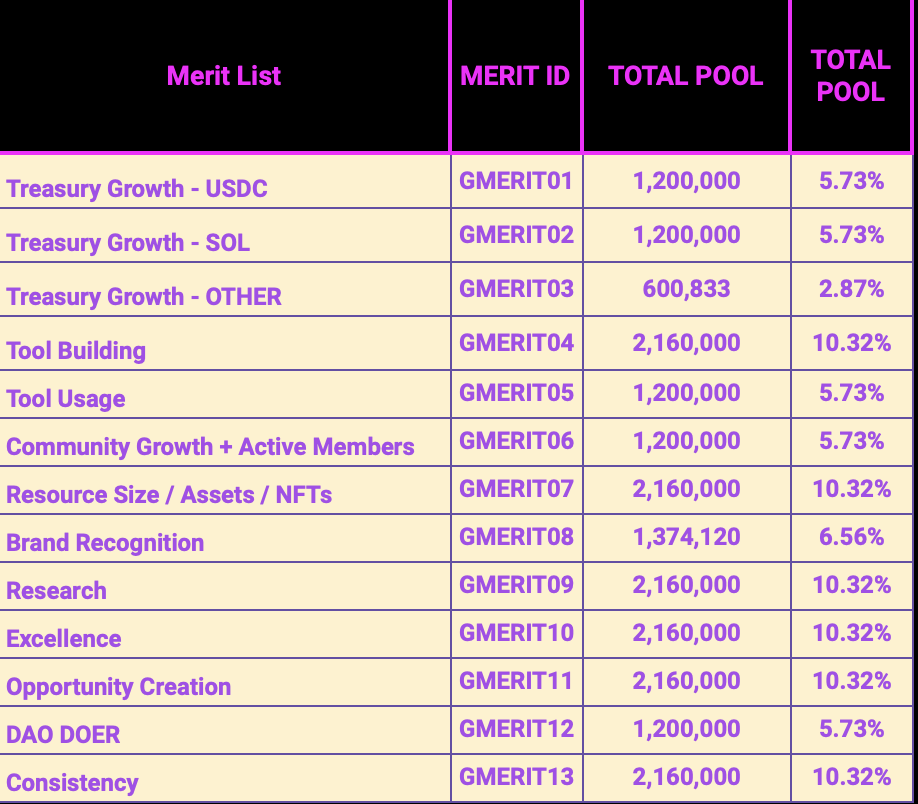 Merit List MERIT ID TOTAL POOL TOTAL POOL
Treasury Growth - USDC GMERIT01 1,200,000 5.73%
Treasury Growth - SOL GMERIT02 1,200,000 5.73%
Treasury Growth - OTHER GMERIT03 600,833 2.87%
Tool Building GMERIT04 2,160,000 10.32%
Tool Usage GMERIT05 1,200,000 5.73%
Community Growth + Active Members GMERIT06 1,200,000 5.73%
Resource Size / Assets / NFTs GMERIT07 2,160,000 10.32%
Brand Recognition GMERIT08 1,374,120 6.56%
Research GMERIT09 2,160,000 10.32%
Excellence GMERIT10 2,160,000 10.32%
Opportunity Creation GMERIT11 2,160,000 10.32%
DAO DOER GMERIT12 1,200,000 5.73%
Consistency GMERIT13 2,160,000 10.32%